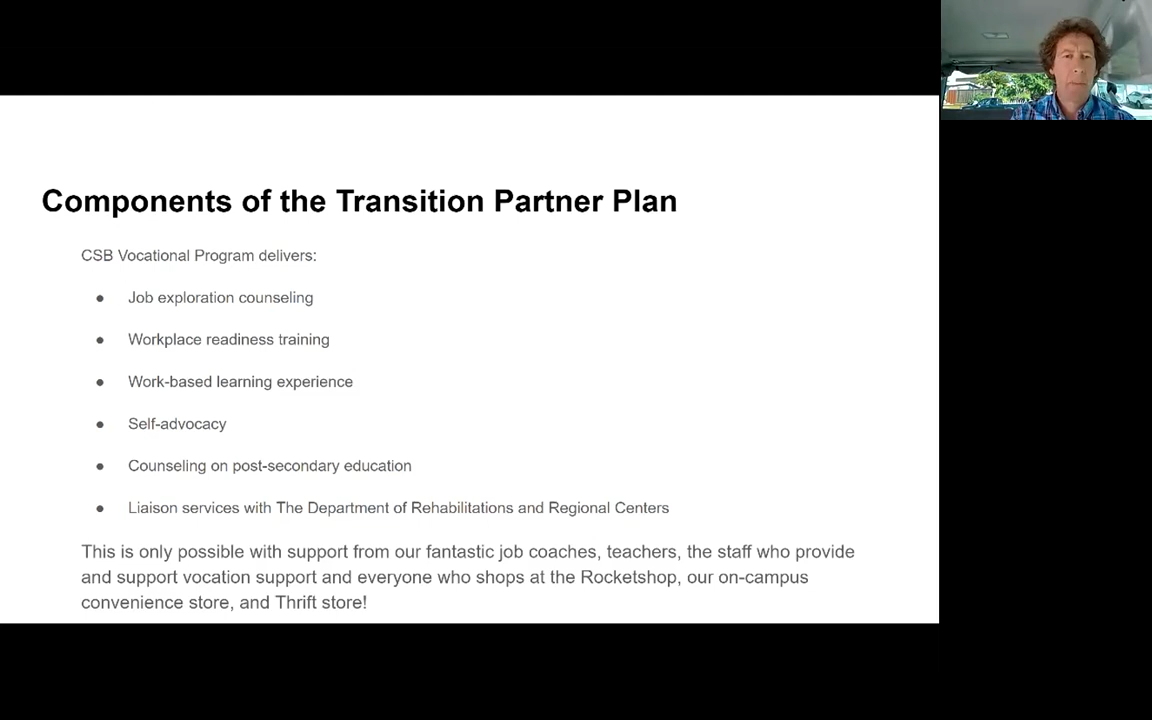 Components of the Transition Partner Plan
CSB Vocational Program delivers:
● Job exploration counseling
● Workplace readiness training
● Work-based learning experience
● Self-advocacy
● Counseling on post-secondary education
● Liaison services with The Department of Rehabilitations and Regional Centers
This is only possible with support from our fantastic job coaches, teachers, the staff who provide
and support vocation support and everyone who shops at the Rocketshop, our on-campus
convenience store, and Thrift store!